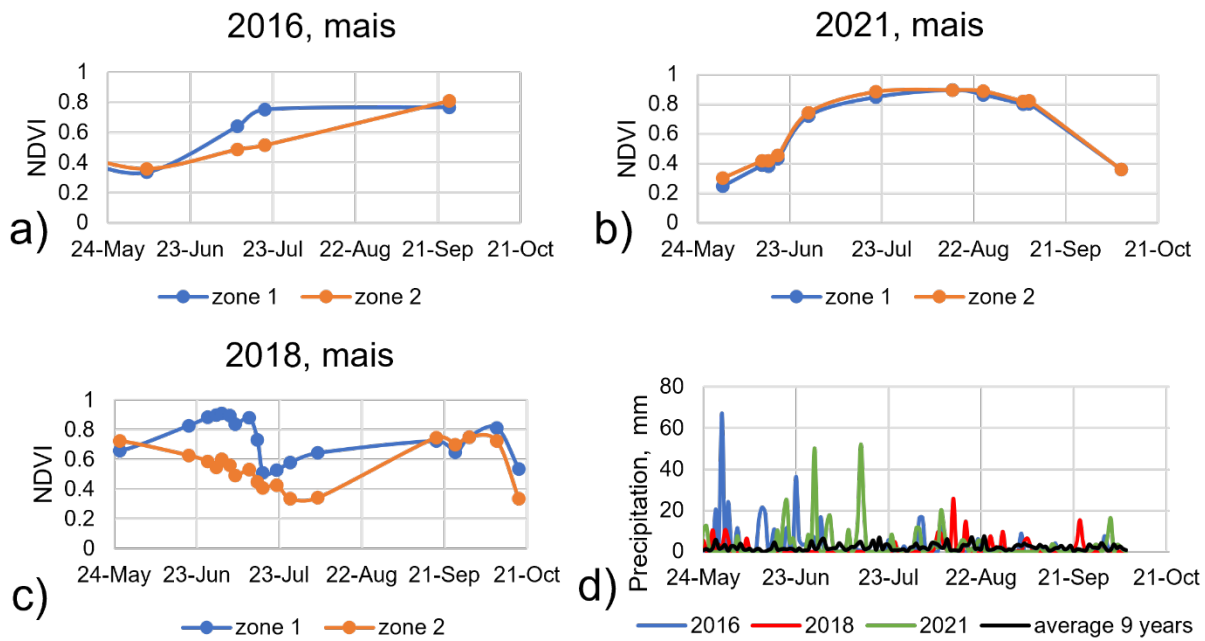 2016, mais
1
0.8
0.6
0.4
0.2
0
NDVI
24-May 23-Jun 23-Jul 22-Aug 21-Sep 21-Oct
a)
zone 1 zone 2
2021, mais
1
0.8
0.6
0.4
0.2
0
NDVI
24-May 23-Jun 23-Jul 22-Aug 21-Sep 21-Oct
b)
zone 1 zone 2
2018, mais
1
0.8
0.6
0.4
0.2
0
NDVI
24-May 23-Jun 23-Jul 22-Aug 21-Sep 21-Oct
c)
zone 1 zone 2
80
60
40
20
0
Precipitation, mm
24-May 23-Jun 23-Jul 22-Aug 21-Sep 21-Oct
d)
2016 2018 2021 average 9 years